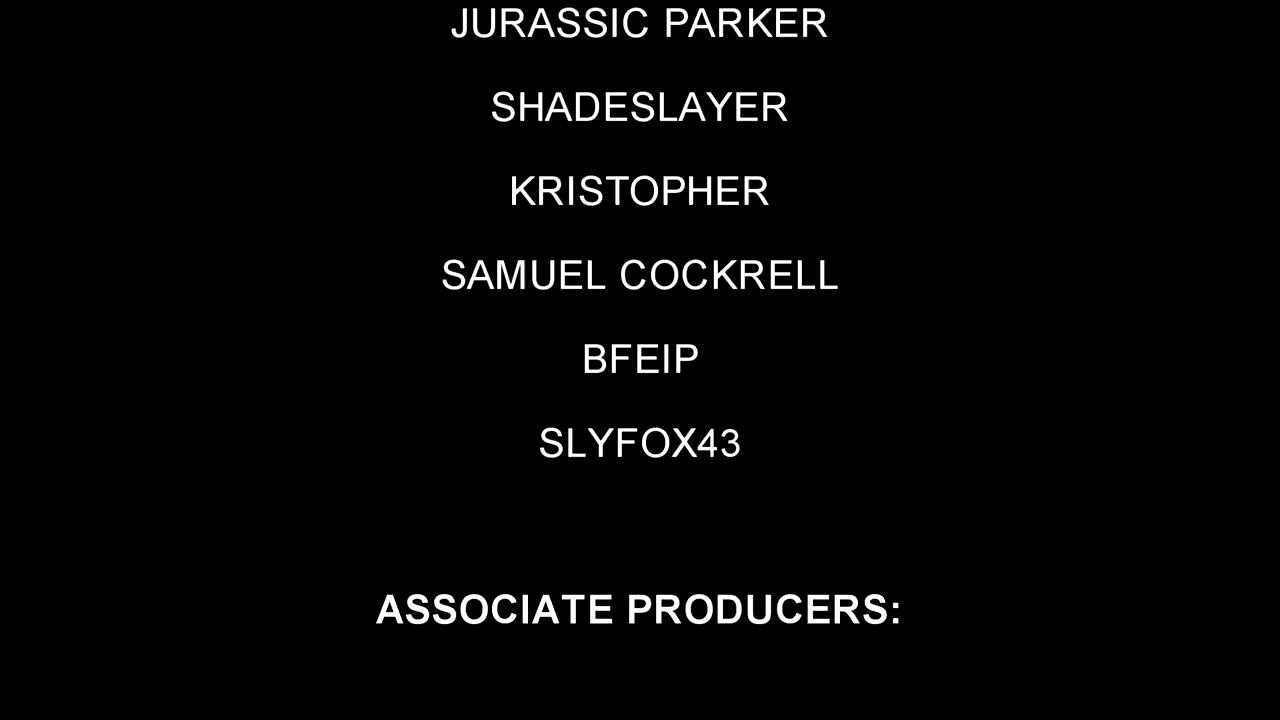 JURASSIC PARKER
SHADESLAYER
KRISTOPHER
SAMUEL COCKRELL
BFEIP
SLYFOX43
ASSOCIATE PRODUCERS: